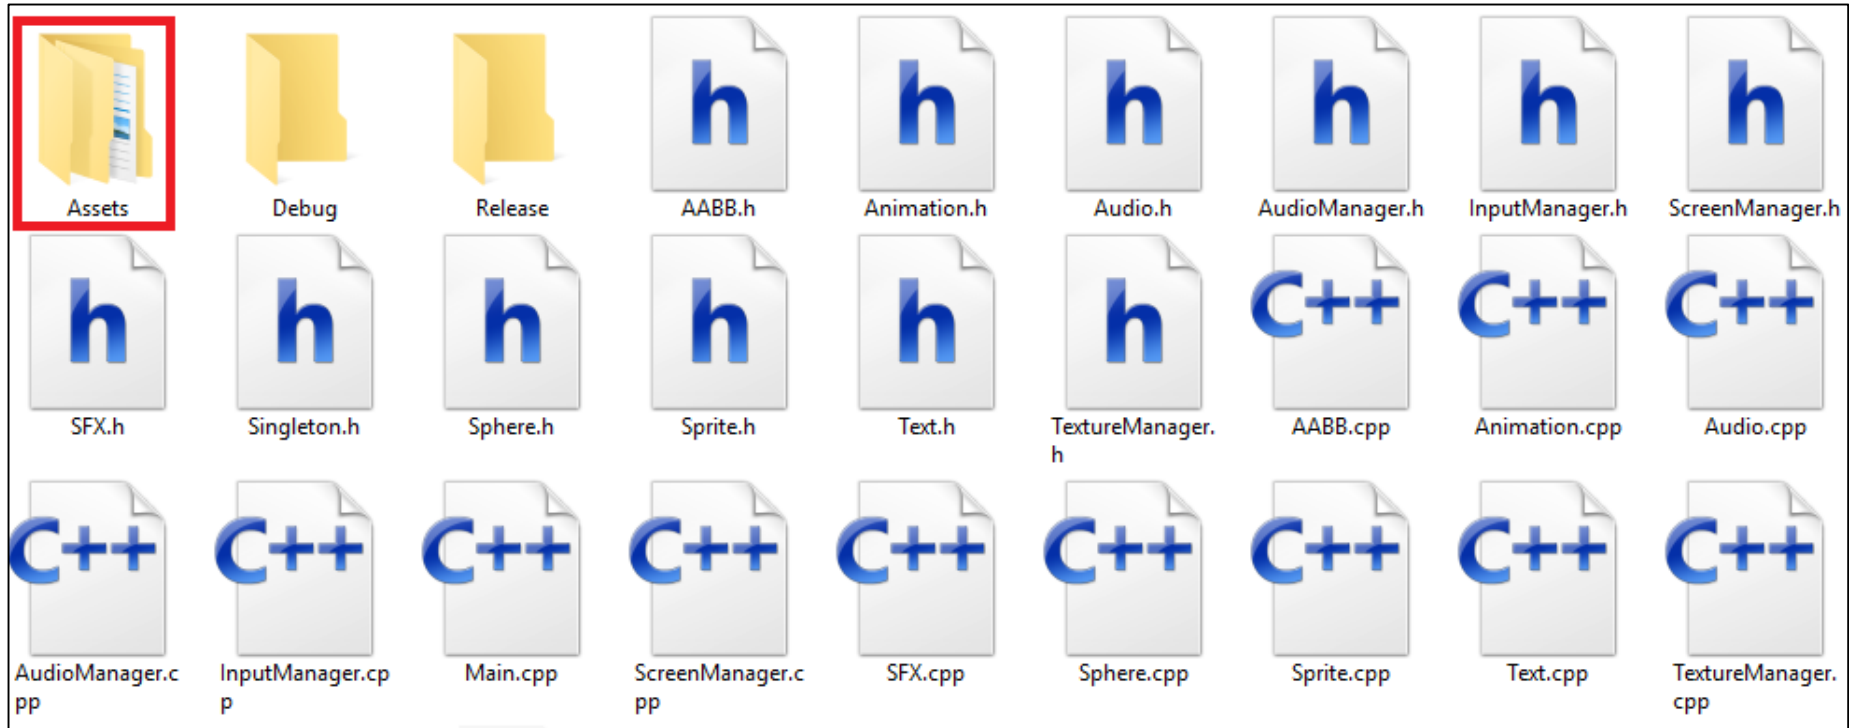 h h h h h h
Assets Debug Release AABB.h Animation.h Audio.h AudioManager.h InputManager.h ScreenManager.h
h h h h h h C++ C++ C++
SFX.h Singleton.h Sphere.h Sprite.h Text.h TextureManager. AABB.cpp Animation.cpp Audio.cpp
h
C++ C++ C++ C++ C++ C++ C++ C++ C++
AudioManager.c InputManager.cp Main.cpp ScreenManager.c SFX.cpp Sphere.cpp Sprite.cpp Text.cpp TextureManager.
pp p pp cpp